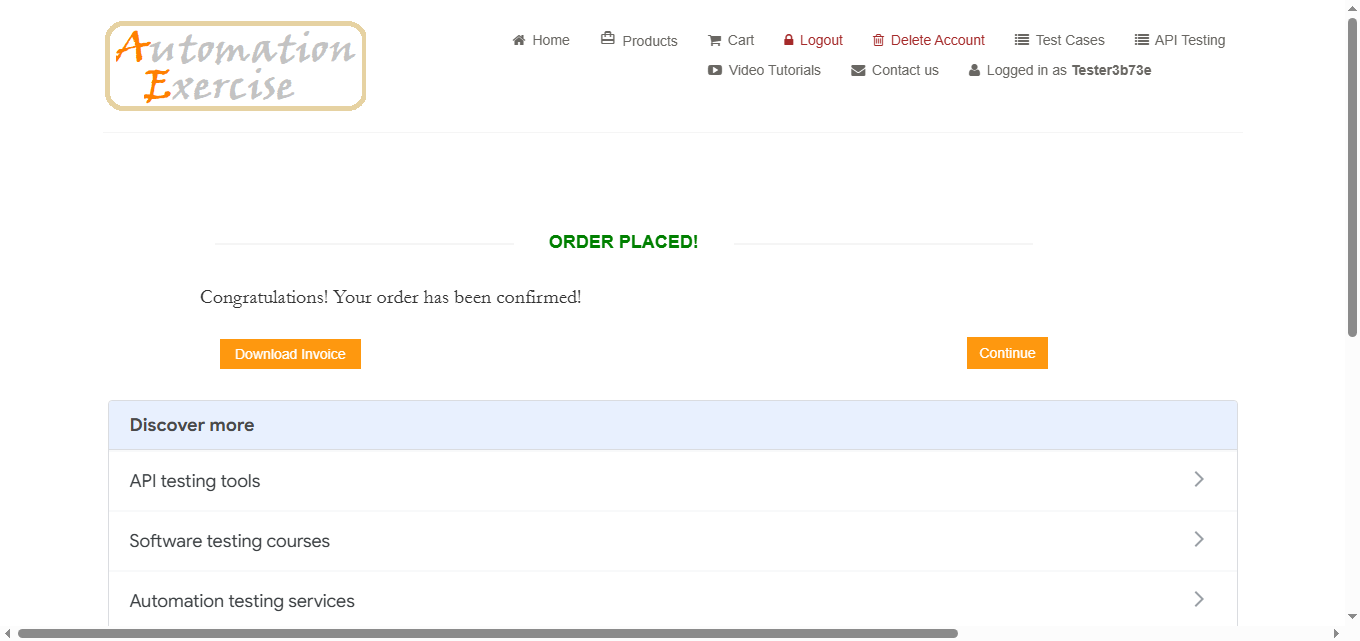 Automation
Exercise
Home Products Cart Logout Delete Account Test Cases API Testing
Video Tutorials Contact us Logged in as Tester3b73e
ORDER PLACED!
Congratulations! Your order has been confirmed!
Download Invoice Continue
Discover more
API testing tools
Software testing courses
Automation testing services